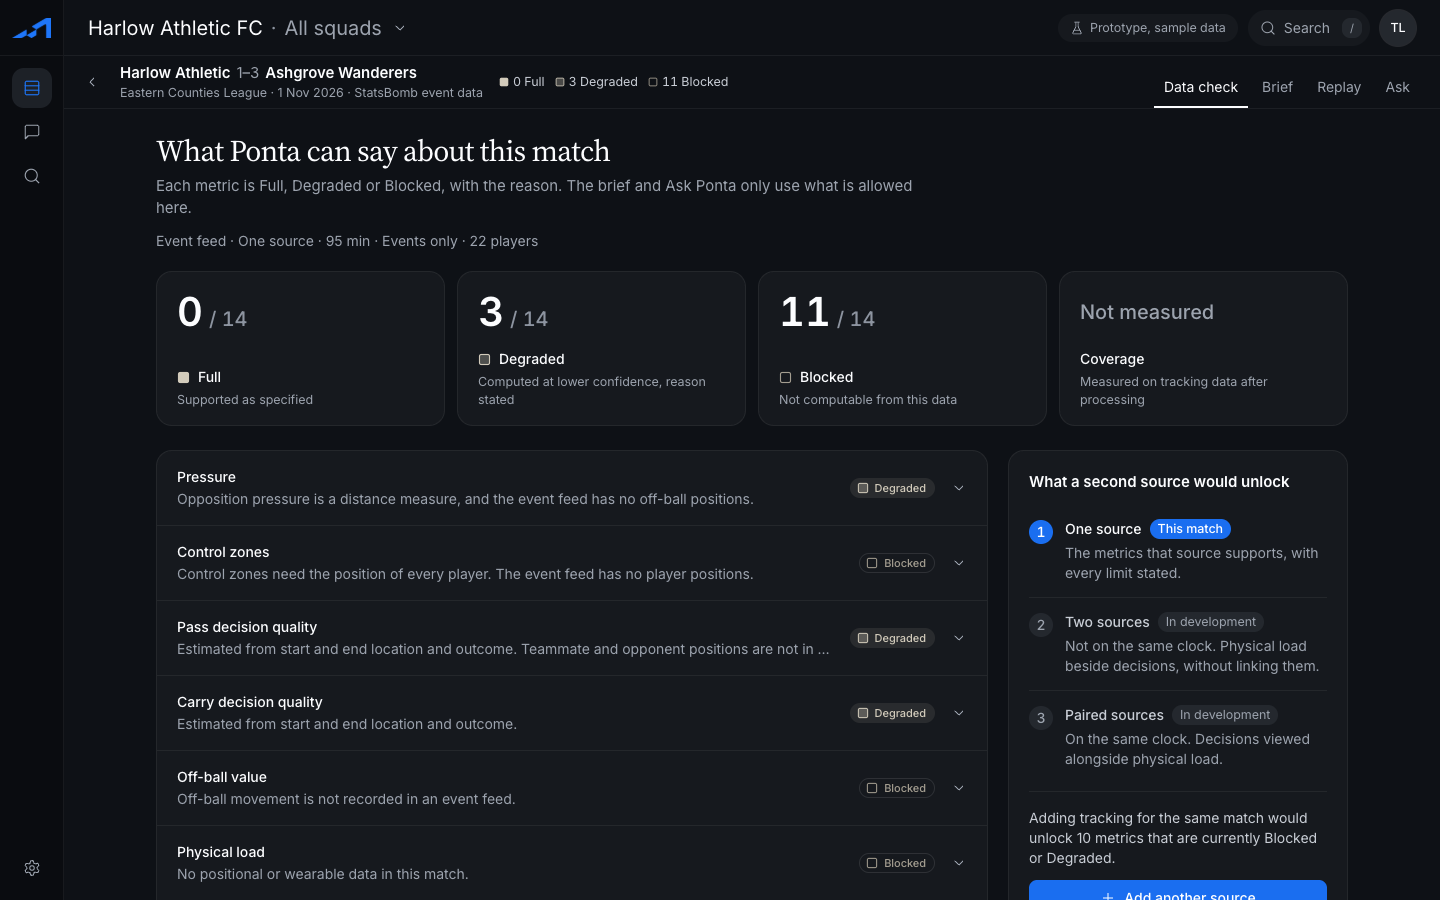 Harlow Athletic FC · All squads
Prototype, sample data
Search /
TL
Harlow Athletic 1–3 Ashgrove Wanderers
Eastern Counties League · 1 Nov 2026 · StatsBomb event data
0 Full 3 Degraded 11 Blocked
Data check Brief Replay Ask
What Ponta can say about this match
Each metric is Full, Degraded or Blocked, with the reason. The brief and Ask Ponta only use what is allowed
here.
Event feed · One source · 95 min · Events only · 22 players
0 / 14
Full
Supported as specified
3 / 14
Degraded
Computed at lower confidence, reason
stated
11 / 14
Blocked
Not computable from this data
Not measured
Coverage
Measured on tracking data after
processing
Pressure
Opposition pressure is a distance measure, and the event feed has no off-ball positions.
Degraded
Control zones
Control zones need the position of every player. The event feed has no player positions.
Blocked
Pass decision quality
Estimated from start and end location and outcome. Teammate and opponent positions are not in ...
Degraded
Carry decision quality
Estimated from start and end location and outcome.
Degraded
Off-ball value
Off-ball movement is not recorded in an event feed.
Blocked
Physical load
No positional or wearable data in this match.
Blocked
What a second source would unlock
1 One source This match
The metrics that source supports, with
every limit stated.
2 Two sources In development
Not on the same clock. Physical load
beside decisions, without linking them.
3 Paired sources In development
On the same clock. Decisions viewed
alongside physical load.
Adding tracking for the same match would
unlock 10 metrics that are currently Blocked
or Degraded.
+ Add another source